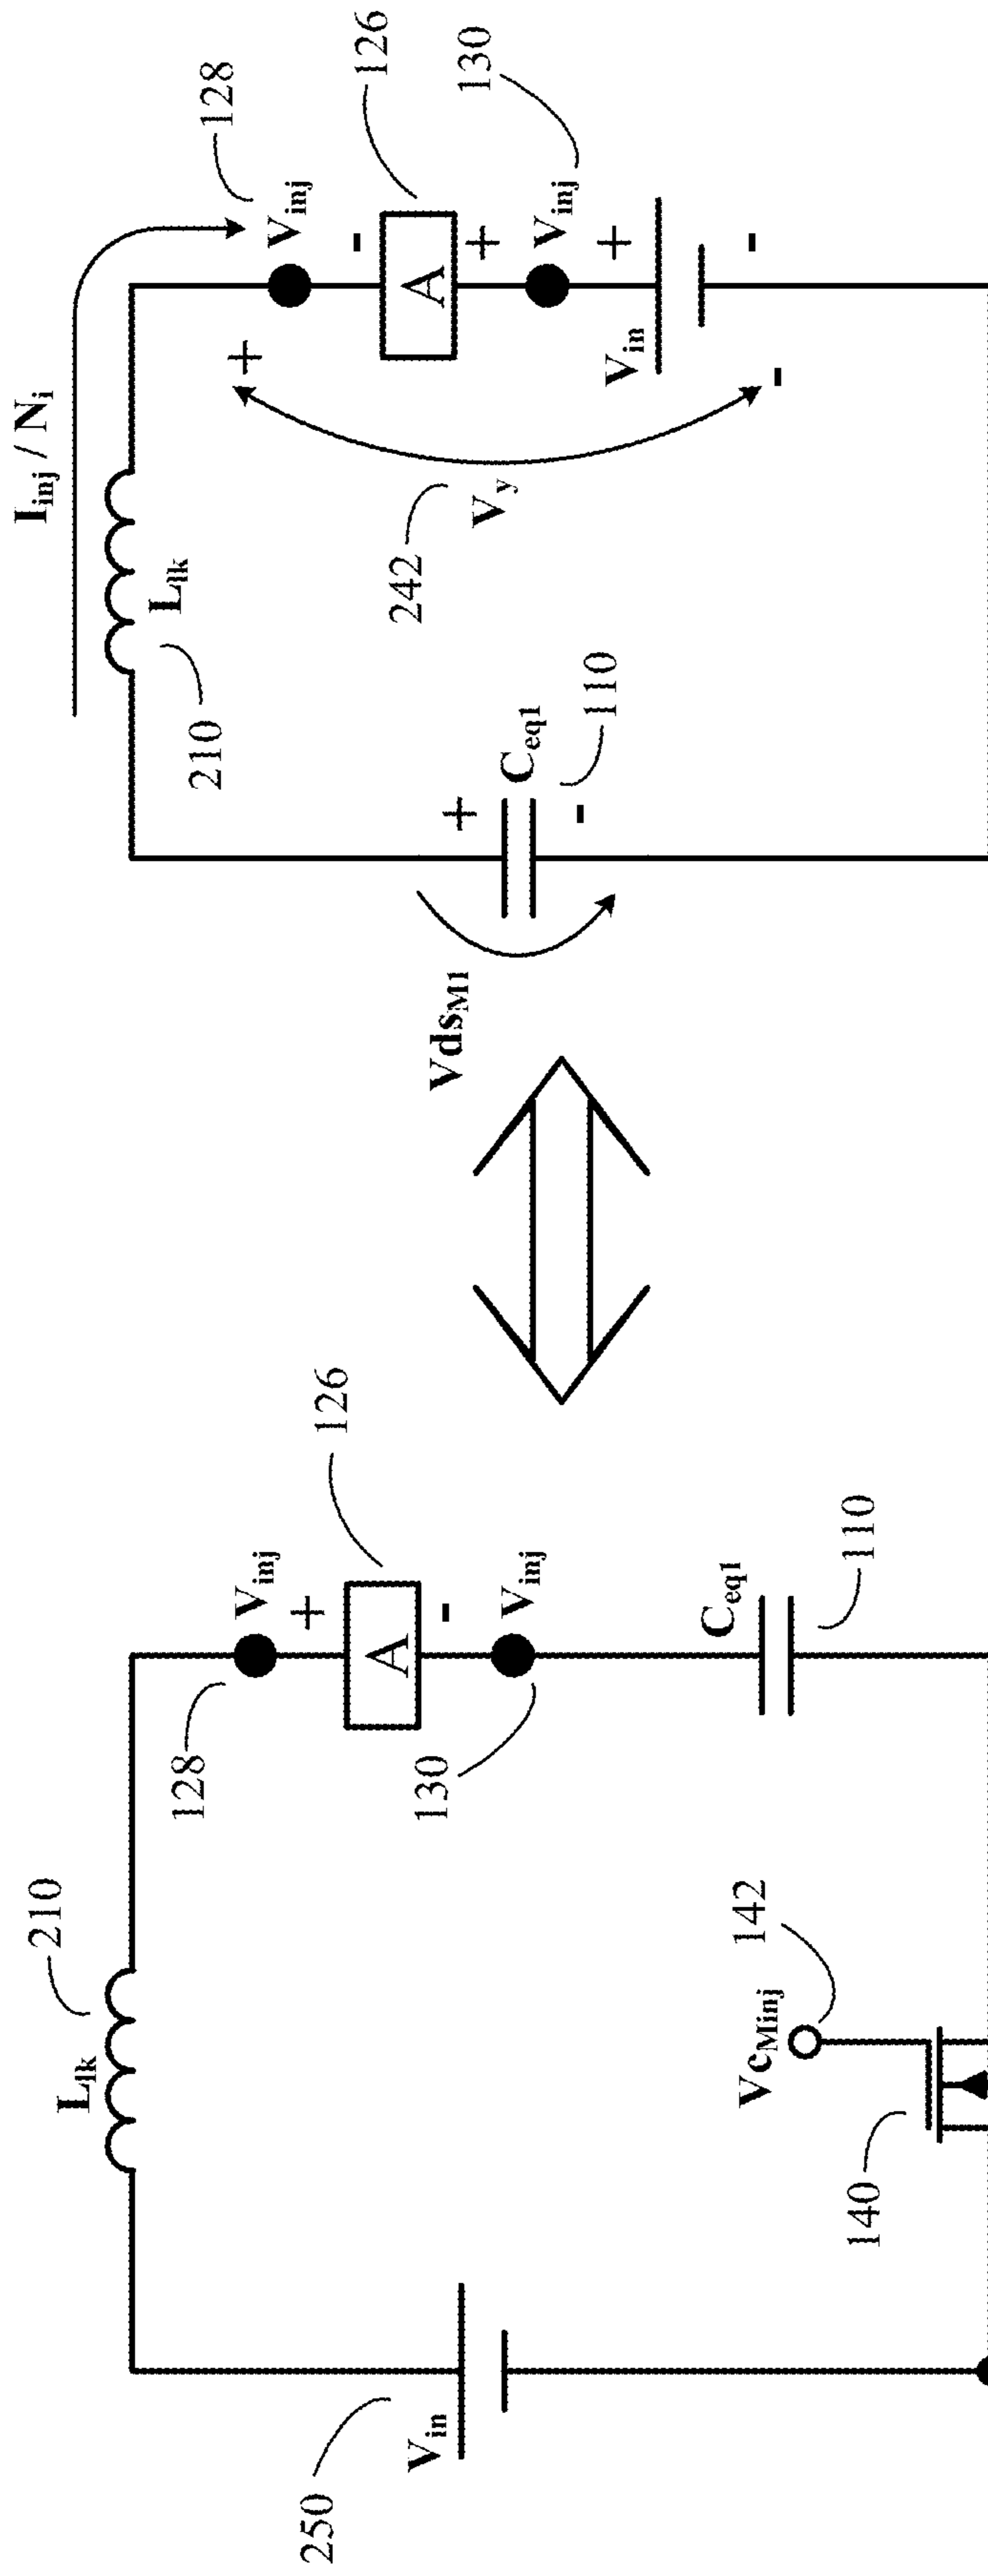 210
L_lk
V_inj
128
+
A
126
-
130
V_inj
250
V_in
Vc_Minj
142
140
C_eq1
110
I_inj / N_i
210
L_lk
V_inj
128
-
A
126
+
130
V_inj
+
V_in
-
+
V_y
242
-
Vds_M1
+
C_eq1
-
110